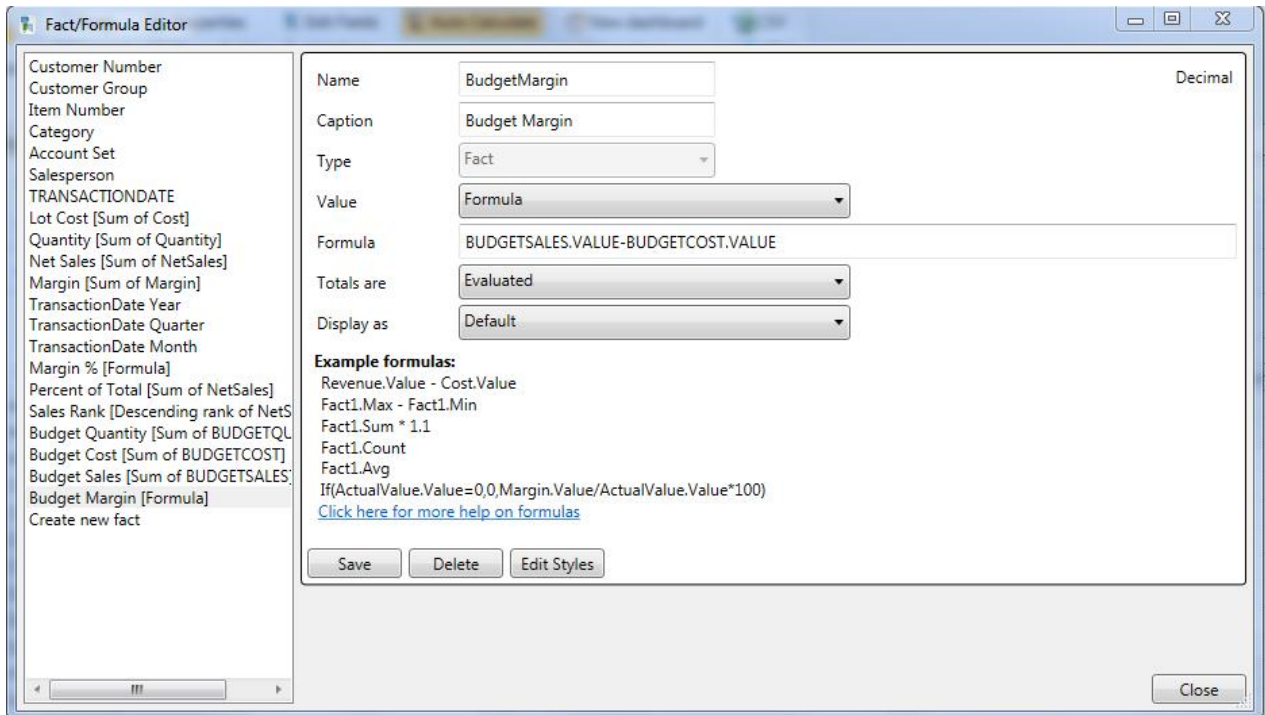 Fact/Formula Editor
Customer Number
Customer Group
Item Number
Category
Account Set
Salesperson
TRANSACTIONDATE
Lot Cost [Sum of Cost]
Quantity [Sum of Quantity]
Net Sales [Sum of NetSales]
Margin [Sum of Margin]
TransactionDate Year
TransactionDate Quarter
TransactionDate Month
Margin % [Formula]
Percent of Total [Sum of NetSales]
Sales Rank [Descending rank of NetS
Budget Quantity [Sum of BUDGETQU
Budget Cost [Sum of BUDGETCOST]
Budget Sales [Sum of BUDGETSALES]
Budget Margin [Formula]
Create new fact
Name BudgetMargin Decimal
Caption Budget Margin
Type Fact
Value Formula
Formula BUDGETSALES.VALUE-BUDGETCOST.VALUE
Totals are Evaluated
Display as Default
Example formulas:
Revenue.Value - Cost.Value
Fact1.Max - Fact1.Min
Fact1.Sum * 1.1
Fact1.Count
Fact1.Avg
If(ActualValue.Value=0,0,Margin.Value/ActualValue.Value*100)
Click here for more help on formulas
Save Delete Edit Styles
Close